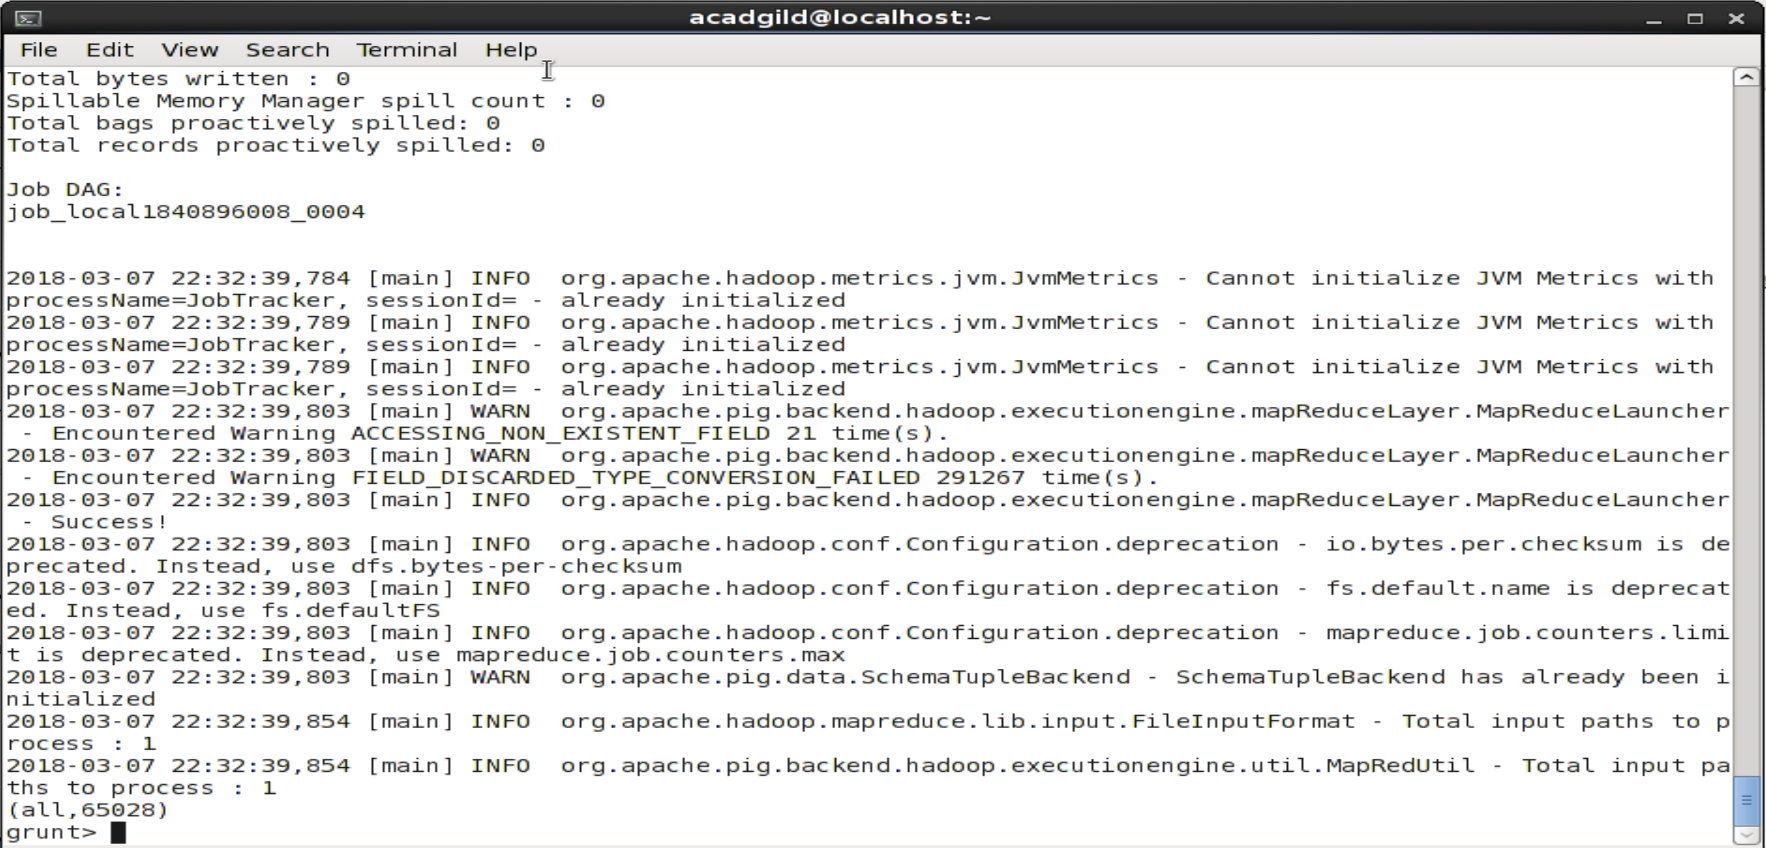 acadgild@localhost:~
File Edit View Search Terminal Help
Total bytes written : 0
Spillable Memory Manager spill count : 0
Total bags proactively spilled: 0
Total records proactively spilled: 0
Job DAG:
job_local1840896008_0004
2018-03-07 22:32:39,784 [main] INFO  org.apache.hadoop.metrics.jvm.JvmMetrics - Cannot initialize JVM Metrics with
processName=JobTracker, sessionId= - already initialized
2018-03-07 22:32:39,789 [main] INFO  org.apache.hadoop.metrics.jvm.JvmMetrics - Cannot initialize JVM Metrics with
processName=JobTracker, sessionId= - already initialized
2018-03-07 22:32:39,789 [main] INFO  org.apache.hadoop.metrics.jvm.JvmMetrics - Cannot initialize JVM Metrics with
processName=JobTracker, sessionId= - already initialized
2018-03-07 22:32:39,803 [main] WARN  org.apache.pig.backend.hadoop.executionengine.mapReduceLayer.MapReduceLauncher
 - Encountered Warning ACCESSING_NON_EXISTENT_FIELD 21 time(s).
2018-03-07 22:32:39,803 [main] WARN  org.apache.pig.backend.hadoop.executionengine.mapReduceLayer.MapReduceLauncher
 - Encountered Warning FIELD_DISCARDED_TYPE_CONVERSION_FAILED 291267 time(s).
2018-03-07 22:32:39,803 [main] INFO  org.apache.pig.backend.hadoop.executionengine.mapReduceLayer.MapReduceLauncher
 - Success!
2018-03-07 22:32:39,803 [main] INFO  org.apache.hadoop.conf.Configuration.deprecation - io.bytes.per.checksum is de
precated. Instead, use dfs.bytes-per-checksum
2018-03-07 22:32:39,803 [main] INFO  org.apache.hadoop.conf.Configuration.deprecation - fs.default.name is deprecat
ed. Instead, use fs.defaultFS
2018-03-07 22:32:39,803 [main] INFO  org.apache.hadoop.conf.Configuration.deprecation - mapreduce.job.counters.limi
t is deprecated. Instead, use mapreduce.job.counters.max
2018-03-07 22:32:39,803 [main] WARN  org.apache.pig.data.SchemaTupleBackend - SchemaTupleBackend has already been i
nitialized
2018-03-07 22:32:39,854 [main] INFO  org.apache.hadoop.mapreduce.lib.input.FileInputFormat - Total input paths to p
rocess : 1
2018-03-07 22:32:39,854 [main] INFO  org.apache.pig.backend.hadoop.executionengine.util.MapRedUtil - Total input pa
ths to process : 1
(all,65028)
grunt>